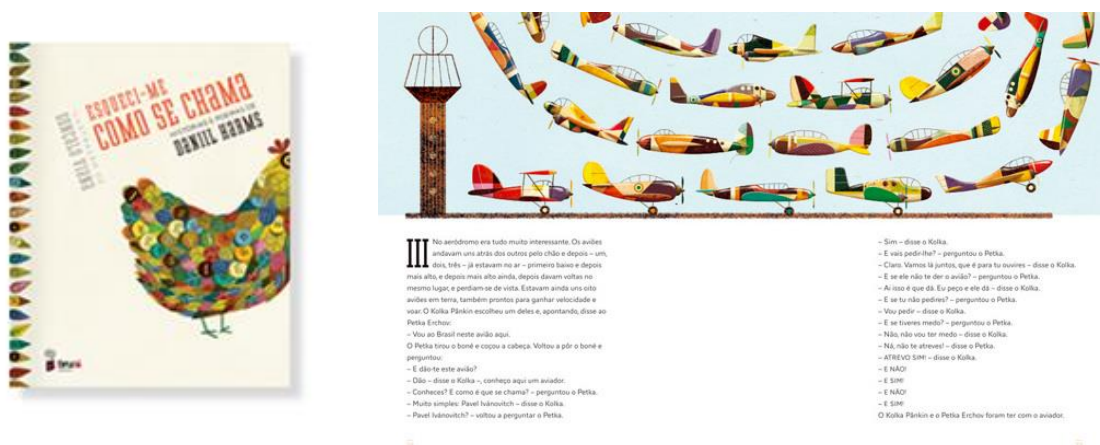 ESQUECI-ME
COMO SE CHAMA
HISTÓRIAS E POEMAS DE
DANIIL HARMS
III No aeródromo era tudo muito interessante. Os aviões
andavam uns atrás dos outros pelo chão e depois – um,
dois, três – já estavam no ar – primeiro baixo e depois
mais alto, e depois mais alto ainda, depois davam voltas no
mesmo lugar, e perdiam-se de vista. Estavam ainda uns oito
aviões em terra, também prontos para ganhar velocidade e
voar. O Kolka Pânkin escolheu um deles e, apontando, disse ao
Petka Erchov:
– Vou ao Brasil neste avião aqui.
O Petka tirou o boné e coçou a cabeça. Voltou a pôr o boné e
perguntou:
– E dão-te este avião?
– Dão – disse o Kolka –, conheço aqui um aviador.
– Conheces? E como é que se chama? – perguntou o Petka.
– Muito simples: Pavel Ivánovitch – disse o Kolka.
– Pavel Ivánovitch? – voltou a perguntar o Petka.
– Sim – disse o Kolka.
– E vais pedir-lhe? – perguntou o Petka.
– Claro. Vamos lá juntos, que é para tu ouvires – disse o Kolka.
– E se ele não te der o avião? – perguntou o Petka.
– Ai isso é que dá. Eu peço e ele dá – disse o Kolka.
– E se tu não pedires? – perguntou o Petka.
– Vou pedir – disse o Kolka.
– E se tiveres medo? – perguntou o Petka.
– Não, não vou ter medo – disse o Kolka.
– Ná, não te atreves! – disse o Petka.
– ATREVO SIM! – disse o Kolka.
– E NÃO!
– E SIM!
– E NÃO!
– E SIM!
O Kolka Pânkin e o Petka Erchov foram ter com o aviador.